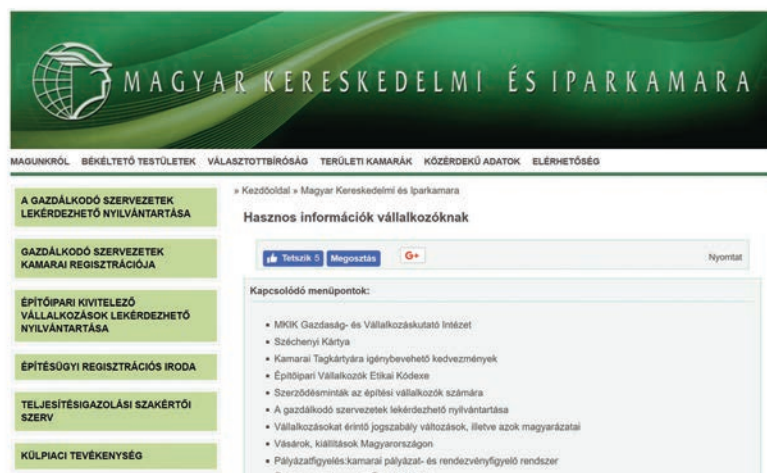 MAGYAR KERESKEDELMI ÉS IPARKAMARA
MAGUNKRÓL BÉKÉLTETŐ TESTÜLETEK VÁLASZTOTTBÍRÓSÁG TERÜLETI KAMARÁK KÖZÉRDEKŰ ADATOK ELÉRHETŐSÉG
A GAZDÁLKODÓ SZERVEZETEK
LEKÉRDEZHETŐ NYILVÁNTARTÁSA
GAZDÁLKODÓ SZERVEZETEK
KAMARAI REGISZTRÁCIÓJA
ÉPÍTŐIPARI KIVITELEZŐ
VÁLLALKOZÁSOK LEKÉRDEZHETŐ
NYILVÁNTARTÁSA
ÉPÍTÉSÜGYI REGISZTRÁCIÓS IRODA
TELJESÍTÉSIGAZOLÁSI SZAKÉRTŐI
SZERV
KÜLPIACI TEVÉKENYSÉG
» Kezdőoldal » Magyar Kereskedelmi és Iparkamara
Hasznos információk vállalkozóknak
Tetszik 5 Megosztás G+ Nyomtat
Kapcsolódó menüpontok:
▪ MKIK Gazdaság- és Vállalkozáskutató Intézet
▪ Széchenyi Kártya
▪ Kamarai Tagkártyára igénybevehető kedvezmények
▪ Építőipari Vállalkozók Etikai Kódexe
▪ Szerződésminták az építési vállalkozók számára
▪ A gazdálkodó szervezetek lekérdezhető nyilvántartása
▪ Vállalkozásokat érintő jogszabály változások, illetve azok magyarázatai
▪ Vásárok, kiállítások Magyarországon
▪ Pályázatfigyelés:kamarai pályázat- és rendezvényfigyelő rendszer